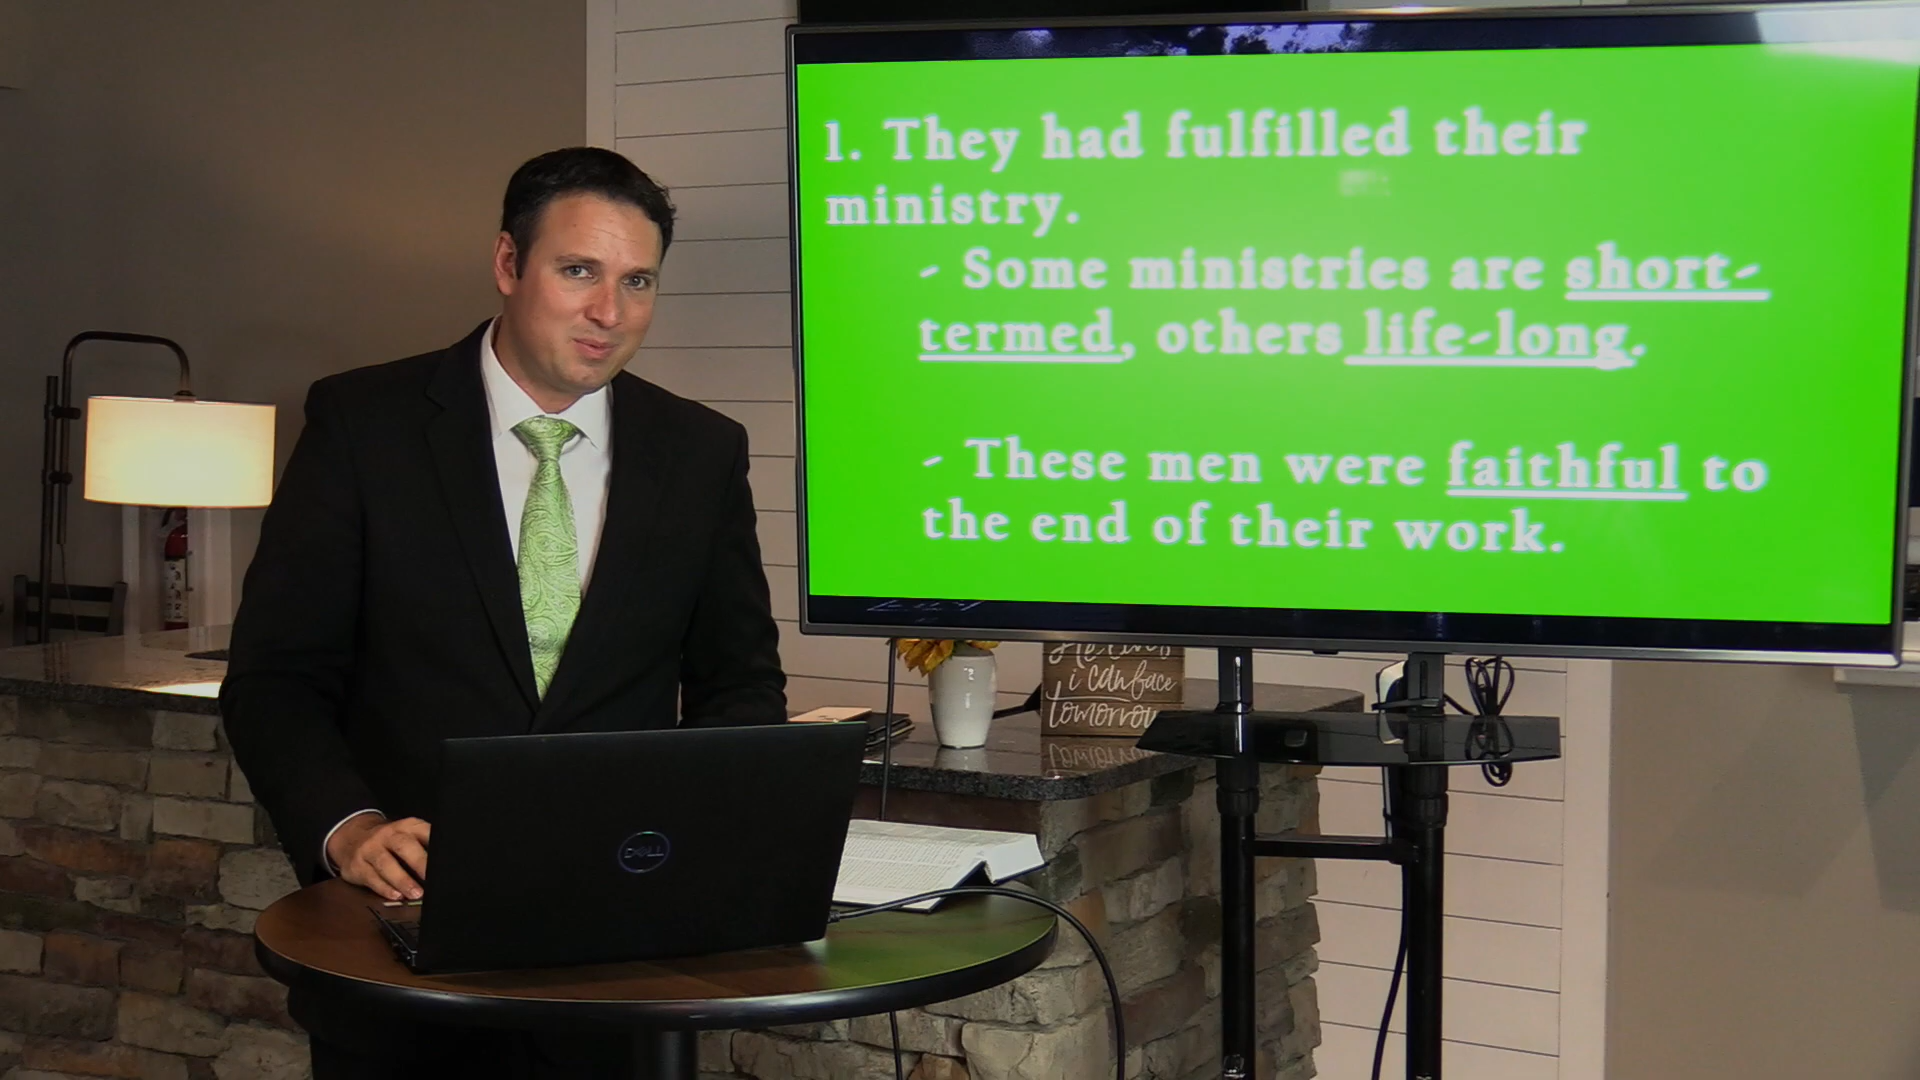 1. They had fulfilled their
ministry.
- Some ministries are short-
termed, others life-long.
- These men were faithful to
the end of their work.
i can face
tomorrow
DELL